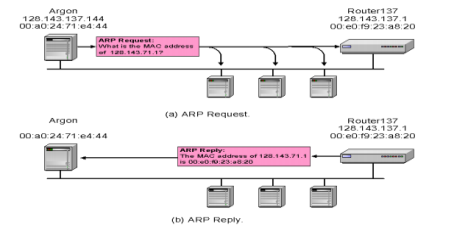 Argon
128.143.137.144
00:a0:24:71:e4:44
Router137
128.143.137.1
00:e0:f9:23:a8:20
ARP Request:
What is the MAC address
of 128.143.71.1?
(a) ARP Request.
Argon
00:a0:24:71:e4:44
Router137
128.143.137.1
00:e0:f9:23:a8:20
ARP Reply:
The MAC address of 128.143.71.1
is 00:e0:f9:23:a8:20
(b) ARP Reply.